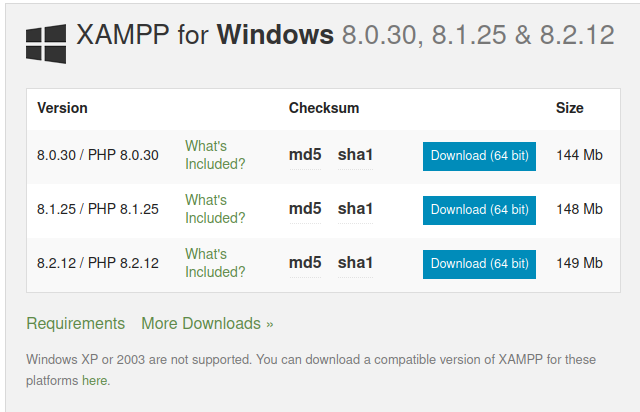 XAMPP for Windows 8.0.30, 8.1.25 & 8.2.12
Version Checksum Size
8.0.30 / PHP 8.0.30 What's Included? md5 sha1 Download (64 bit) 144 Mb
8.1.25 / PHP 8.1.25 What's Included? md5 sha1 Download (64 bit) 148 Mb
8.2.12 / PHP 8.2.12 What's Included? md5 sha1 Download (64 bit) 149 Mb
Requirements More Downloads »
Windows XP or 2003 are not supported. You can download a compatible version of XAMPP for these
platforms here.